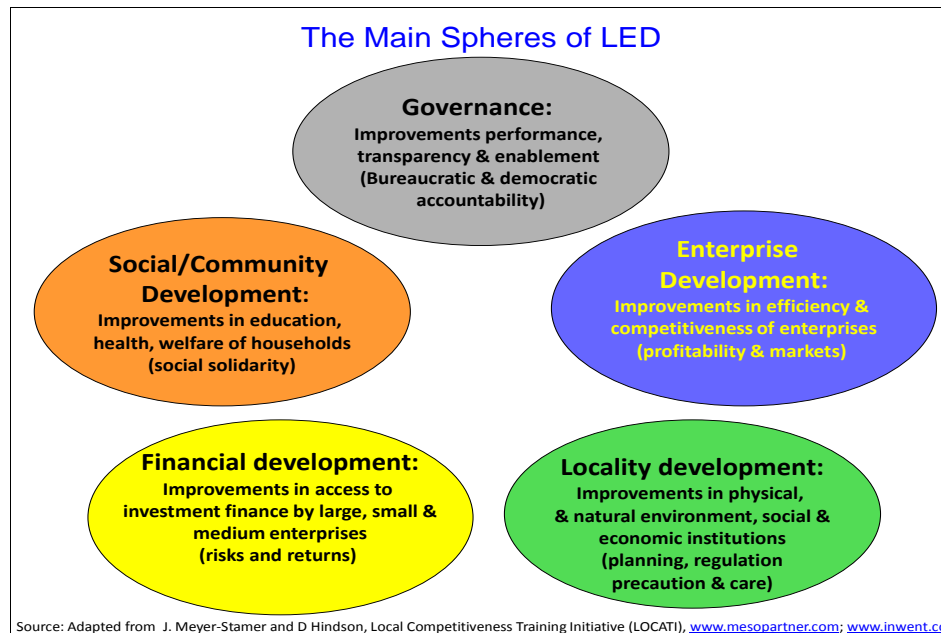 The Main Spheres of LED
Governance:
Improvements performance,
transparency & enablement
(Bureaucratic & democratic
accountability)
Social/Community
Development:
Improvements in education,
health, welfare of households
(social solidarity)
Enterprise
Development:
Improvements in efficiency &
competitiveness of enterprises
(profitability & markets)
Financial development:
Improvements in access to
investment finance by large, small &
medium enterprises
(risks and returns)
Locality development:
Improvements in physical,
& natural environment, social &
economic institutions
(planning, regulation
precaution & care)
Source: Adapted from J. Meyer-Stamer and D Hindson, Local Competitiveness Training Initiative (LOCATI), www.mesopartner.com; www.inwent.co